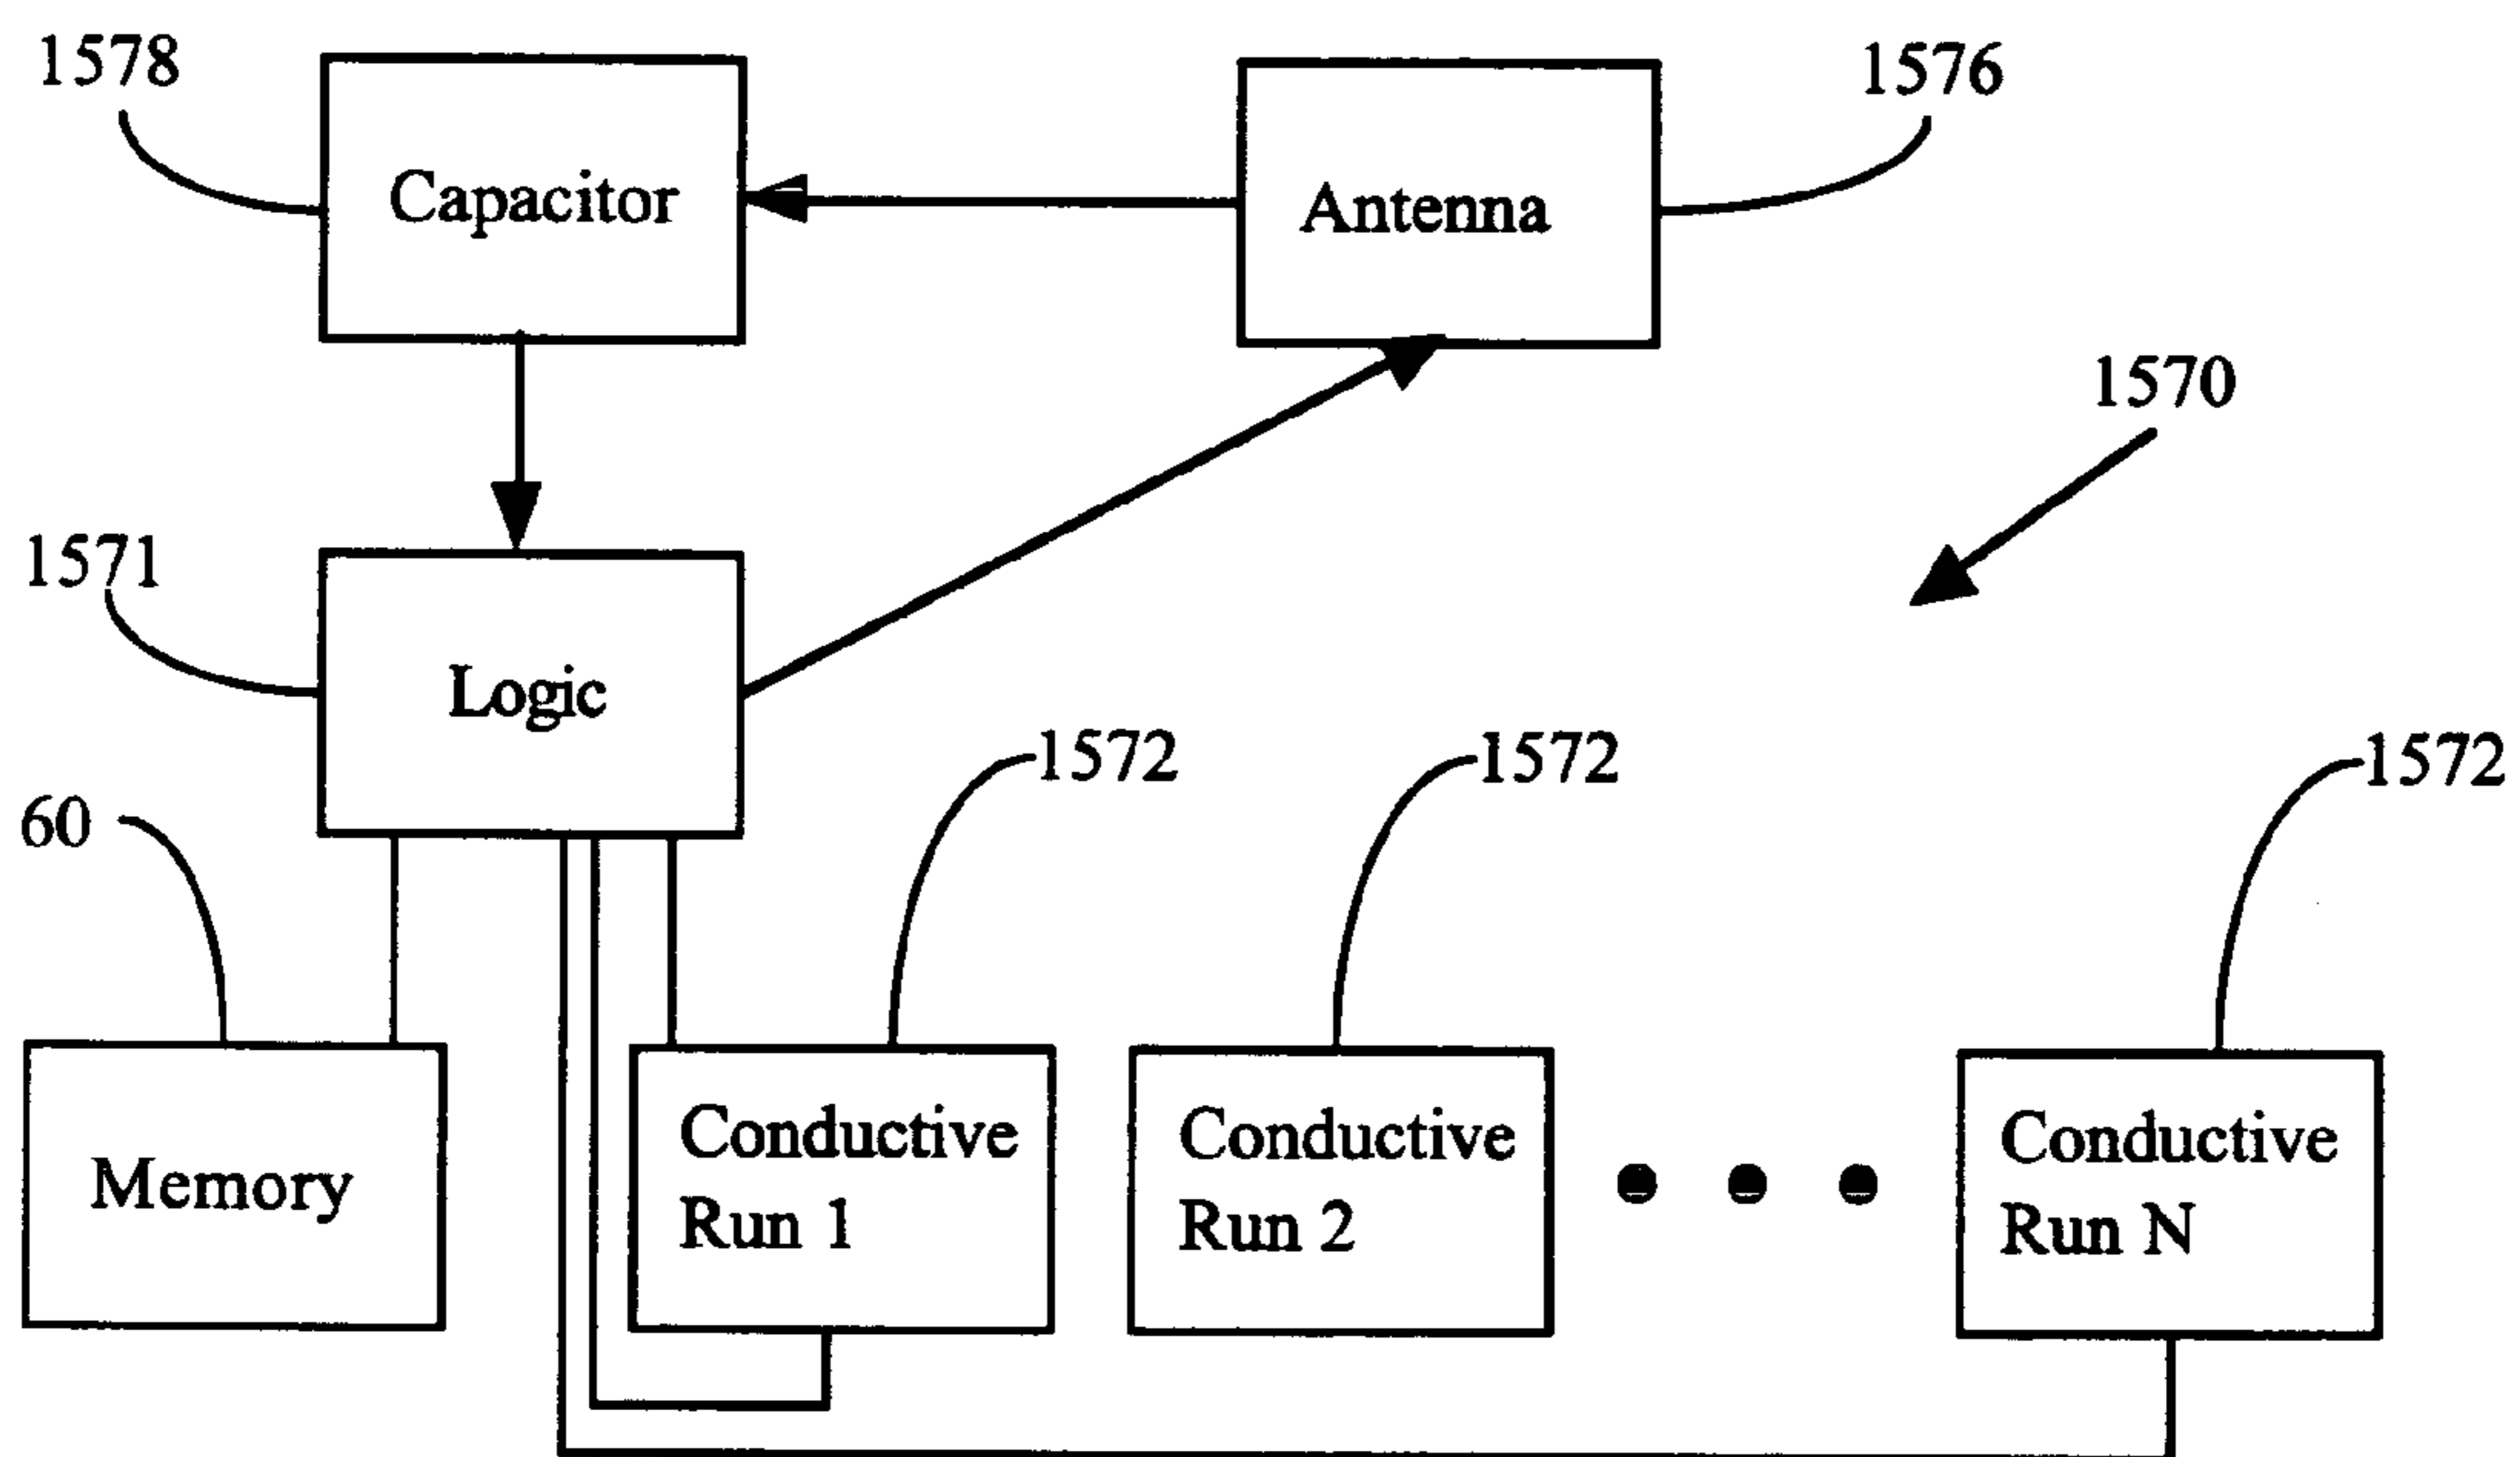 1578
1576
Capacitor
Antenna
1570
1571
Logic
1572
1572
1572
60
Conductive
Run 1
Conductive
Run 2
Conductive
Run N
Memory